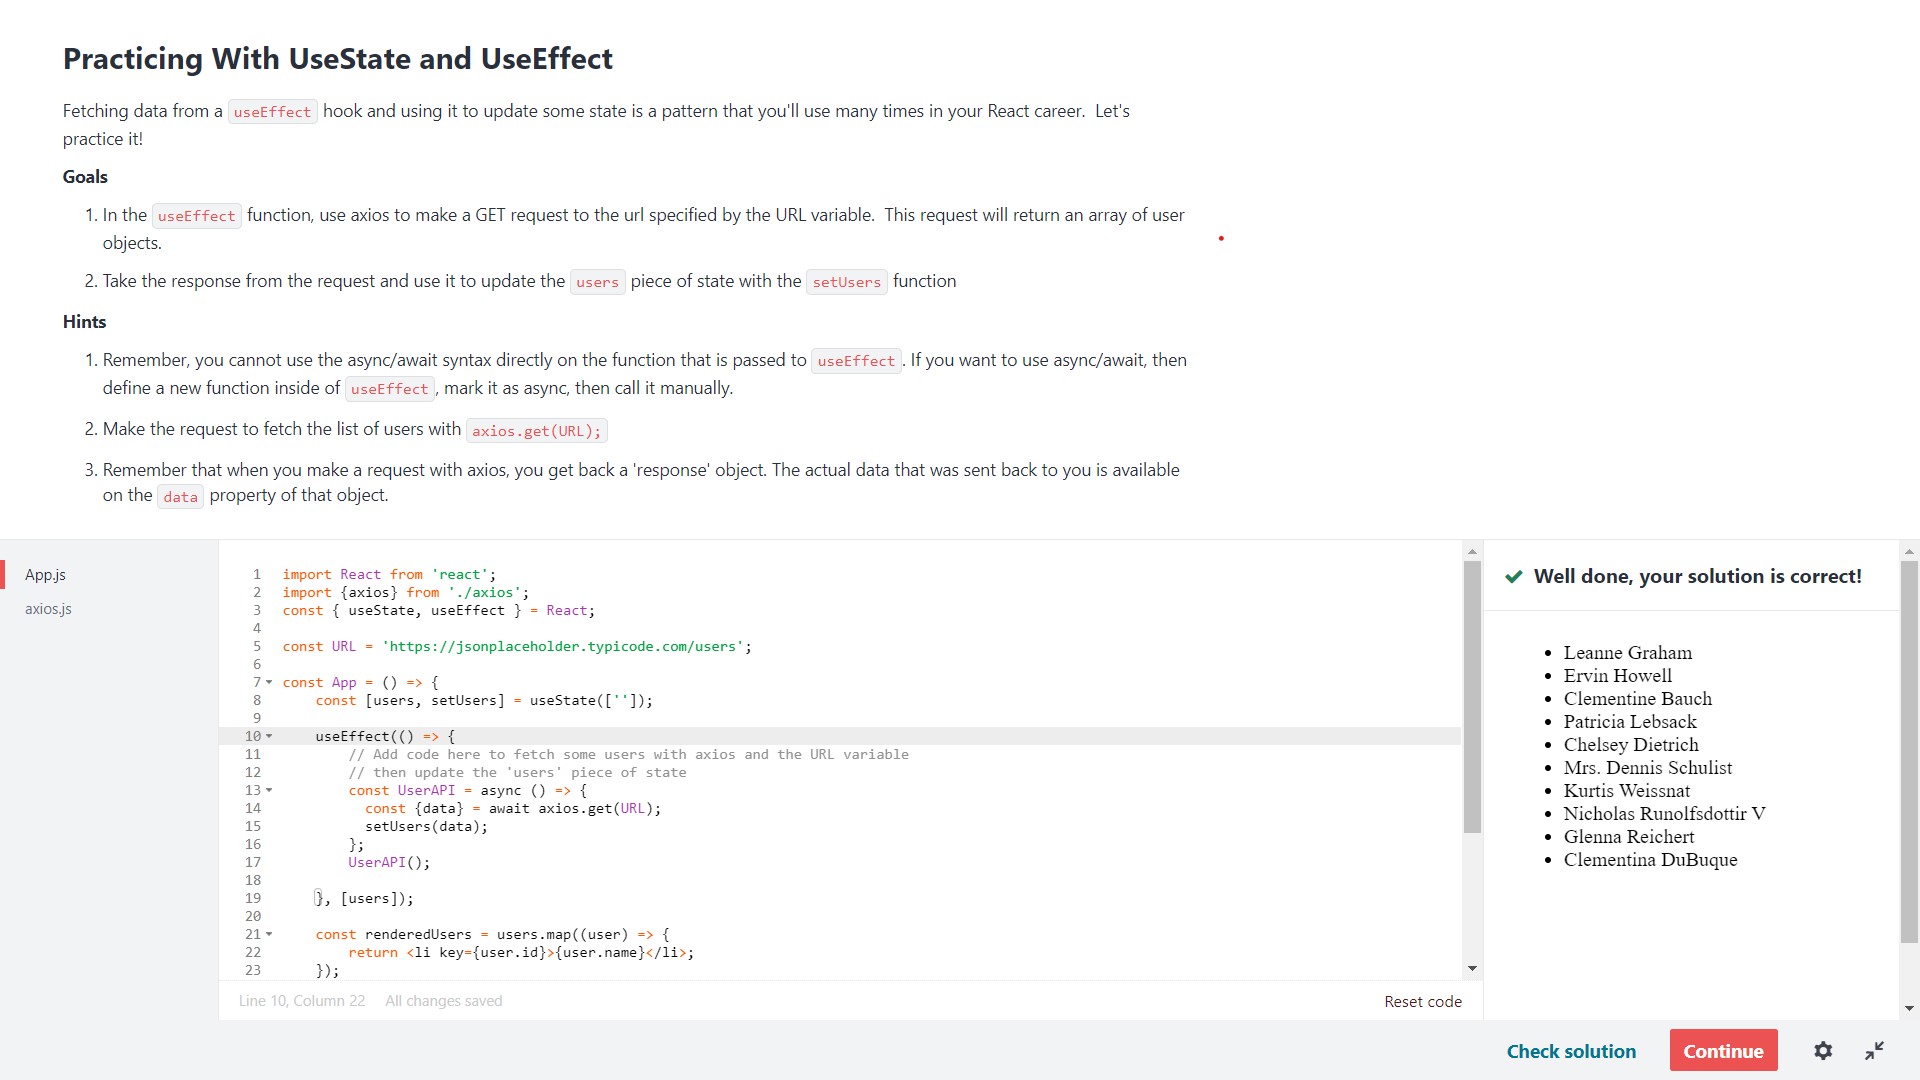 Practicing With UseState and UseEffect
Fetching data from a useEffect hook and using it to update some state is a pattern that you'll use many times in your React career. Let's
practice it!
Goals
1. In the useEffect function, use axios to make a GET request to the url specified by the URL variable. This request will return an array of user
objects.
2. Take the response from the request and use it to update the users piece of state with the setUsers function
Hints
1. Remember, you cannot use the async/await syntax directly on the function that is passed to useEffect. If you want to use async/await, then
define a new function inside of useEffect, mark it as async, then call it manually.
2. Make the request to fetch the list of users with axios.get(URL);
3. Remember that when you make a request with axios, you get back a 'response' object. The actual data that was sent back to you is available
on the data property of that object.
App.js
axios.js
1 import React from 'react';
2 import {axios} from './axios';
3 const { useState, useEffect } = React;
4
5 const URL = 'https://jsonplaceholder.typicode.com/users';
6
7 const App = () => {
8 const [users, setUsers] = useState(['']);
9
10 useEffect(() => {
11 // Add code here to fetch some users with axios and the URL variable
12 // then update the 'users' piece of state
13 const UserAPI = async () => {
14 const {data} = await axios.get(URL);
15 setUsers(data);
16 };
17 UserAPI();
18
19 }, [users]);
20
21 const renderedUsers = users.map((user) => {
22 return <li key={user.id}>{user.name}</li>;
23 });
Line 10, Column 22 All changes saved
Reset code
Well done, your solution is correct!
• Leanne Graham
• Ervin Howell
• Clementine Bauch
• Patricia Lebsack
• Chelsey Dietrich
• Mrs. Dennis Schulist
• Kurtis Weissnat
• Nicholas Runolfsdottir V
• Glenna Reichert
• Clementina DuBuque
Check solution
Continue